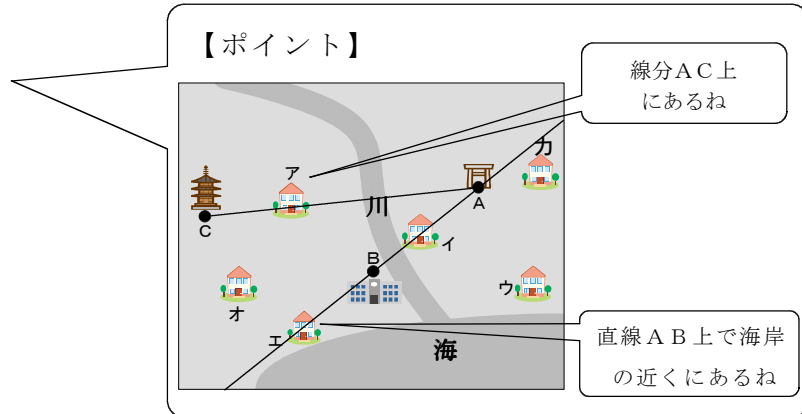 【ポイント】
線分AC上
にあるね
カ
ア
A
川
C
イ
B
ウ
オ
エ
海
直線AB上で海岸
の近くにあるね